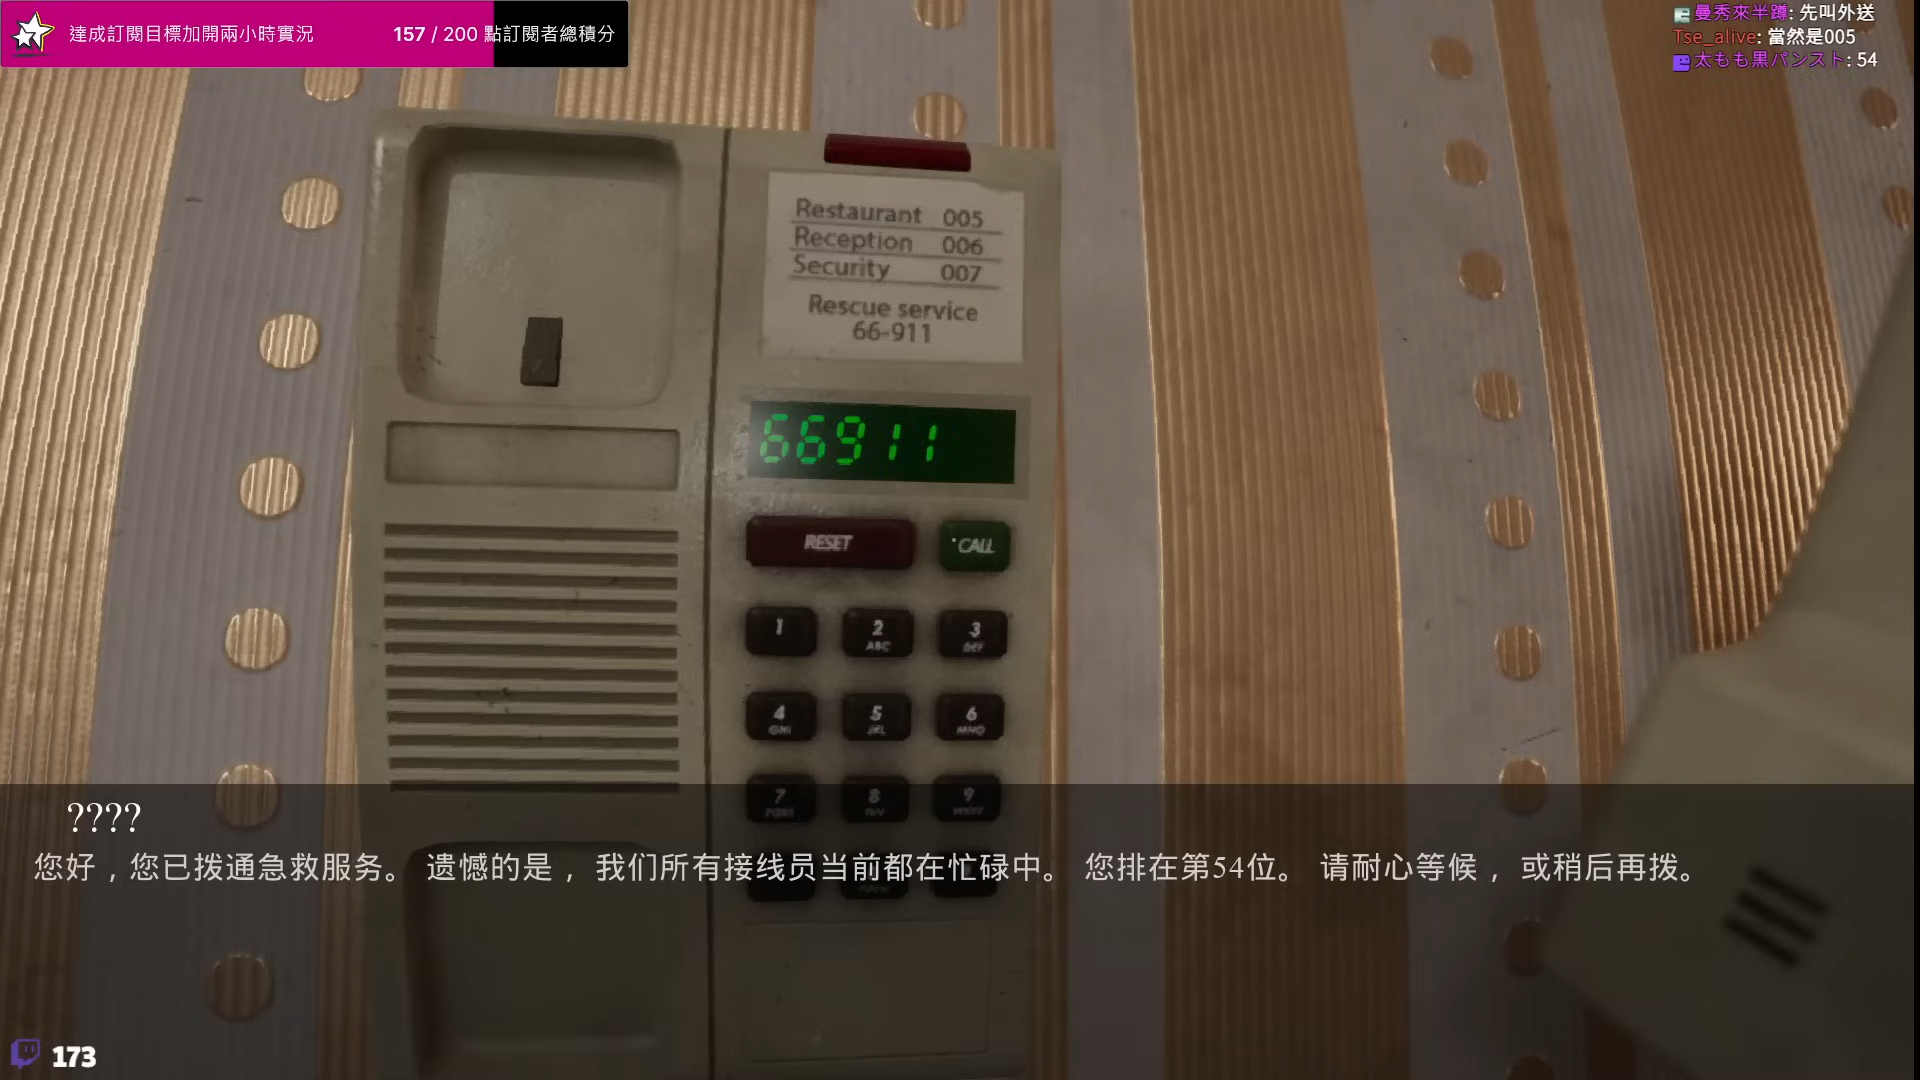 達成訂閱目標加開兩小時實況
157 / 200 點訂閱者總積分
曼秀來半蹲: 先叫外送
Tse_alive: 當然是005
太もも黒パンスト: 54
Restaurant 005
Reception 006
Security 007
Rescue service
66-911
66911
RESET
CALL
1
2 ABC
3 DEF
4 GHI
5 JKL
6 MNO
7 PQRS
8 TUV
9 WXYZ
????
您好，您已拨通急救服务。 遗憾的是， 我们所有接线员当前都在忙碌中。 您排在第54位。 请耐心等候， 或稍后再拨。
173